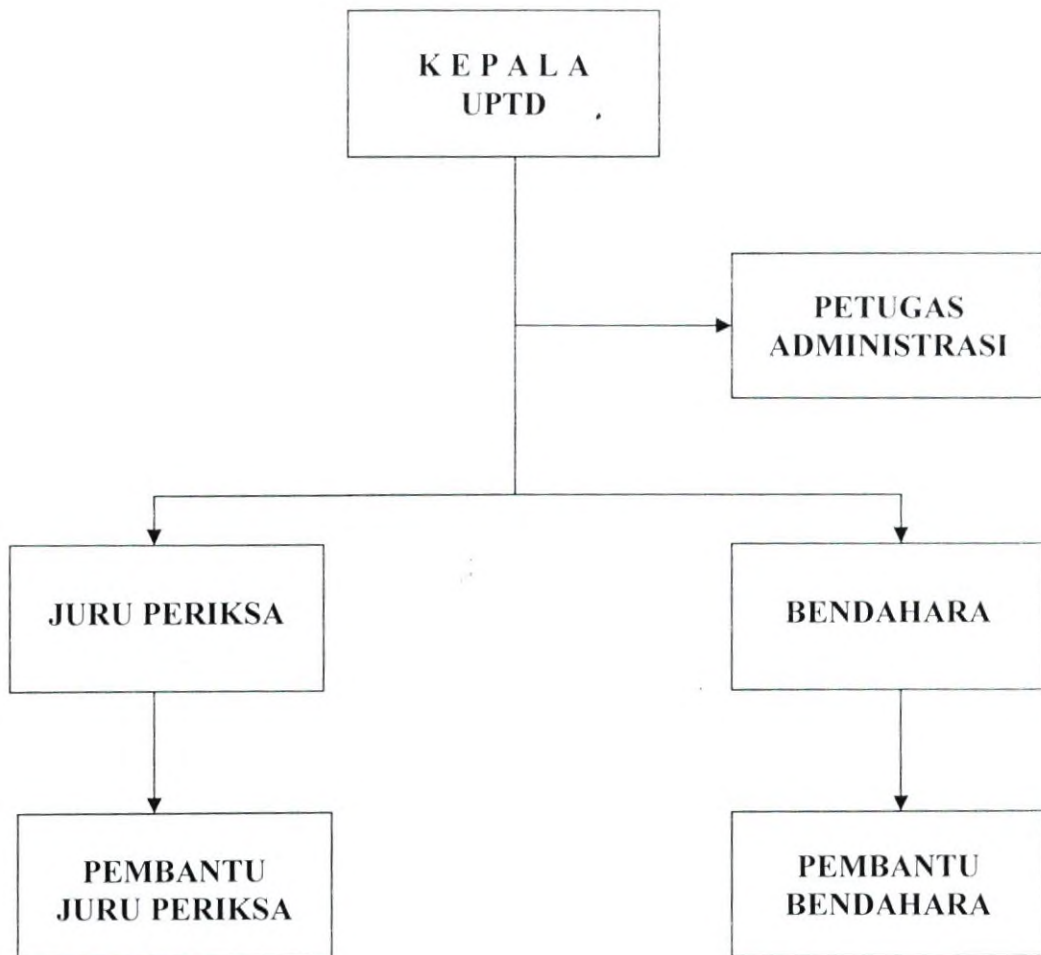 K E P A L A
UPTD
PETUGAS
ADMINISTRASI
JURU PERIKSA
BENDAHARA
PEMBANTU
JURU PERIKSA
PEMBANTU
BENDAHARA